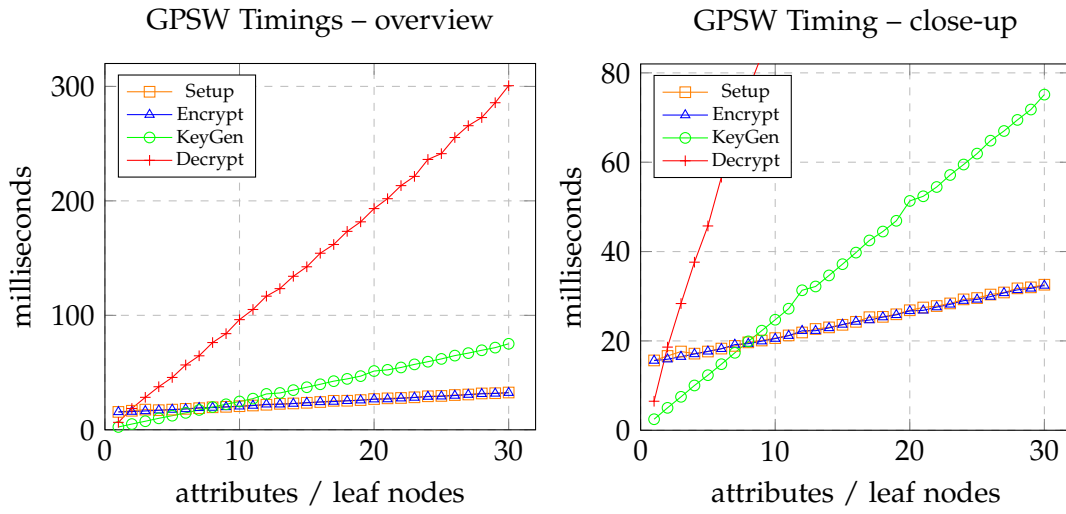 GPSW Timings – overview
milliseconds
300
200
100
0
0
10
20
30
attributes / leaf nodes
Setup
Encrypt
KeyGen
Decrypt
GPSW Timing – close-up
milliseconds
80
60
40
20
0
0
10
20
30
attributes / leaf nodes
Setup
Encrypt
KeyGen
Decrypt